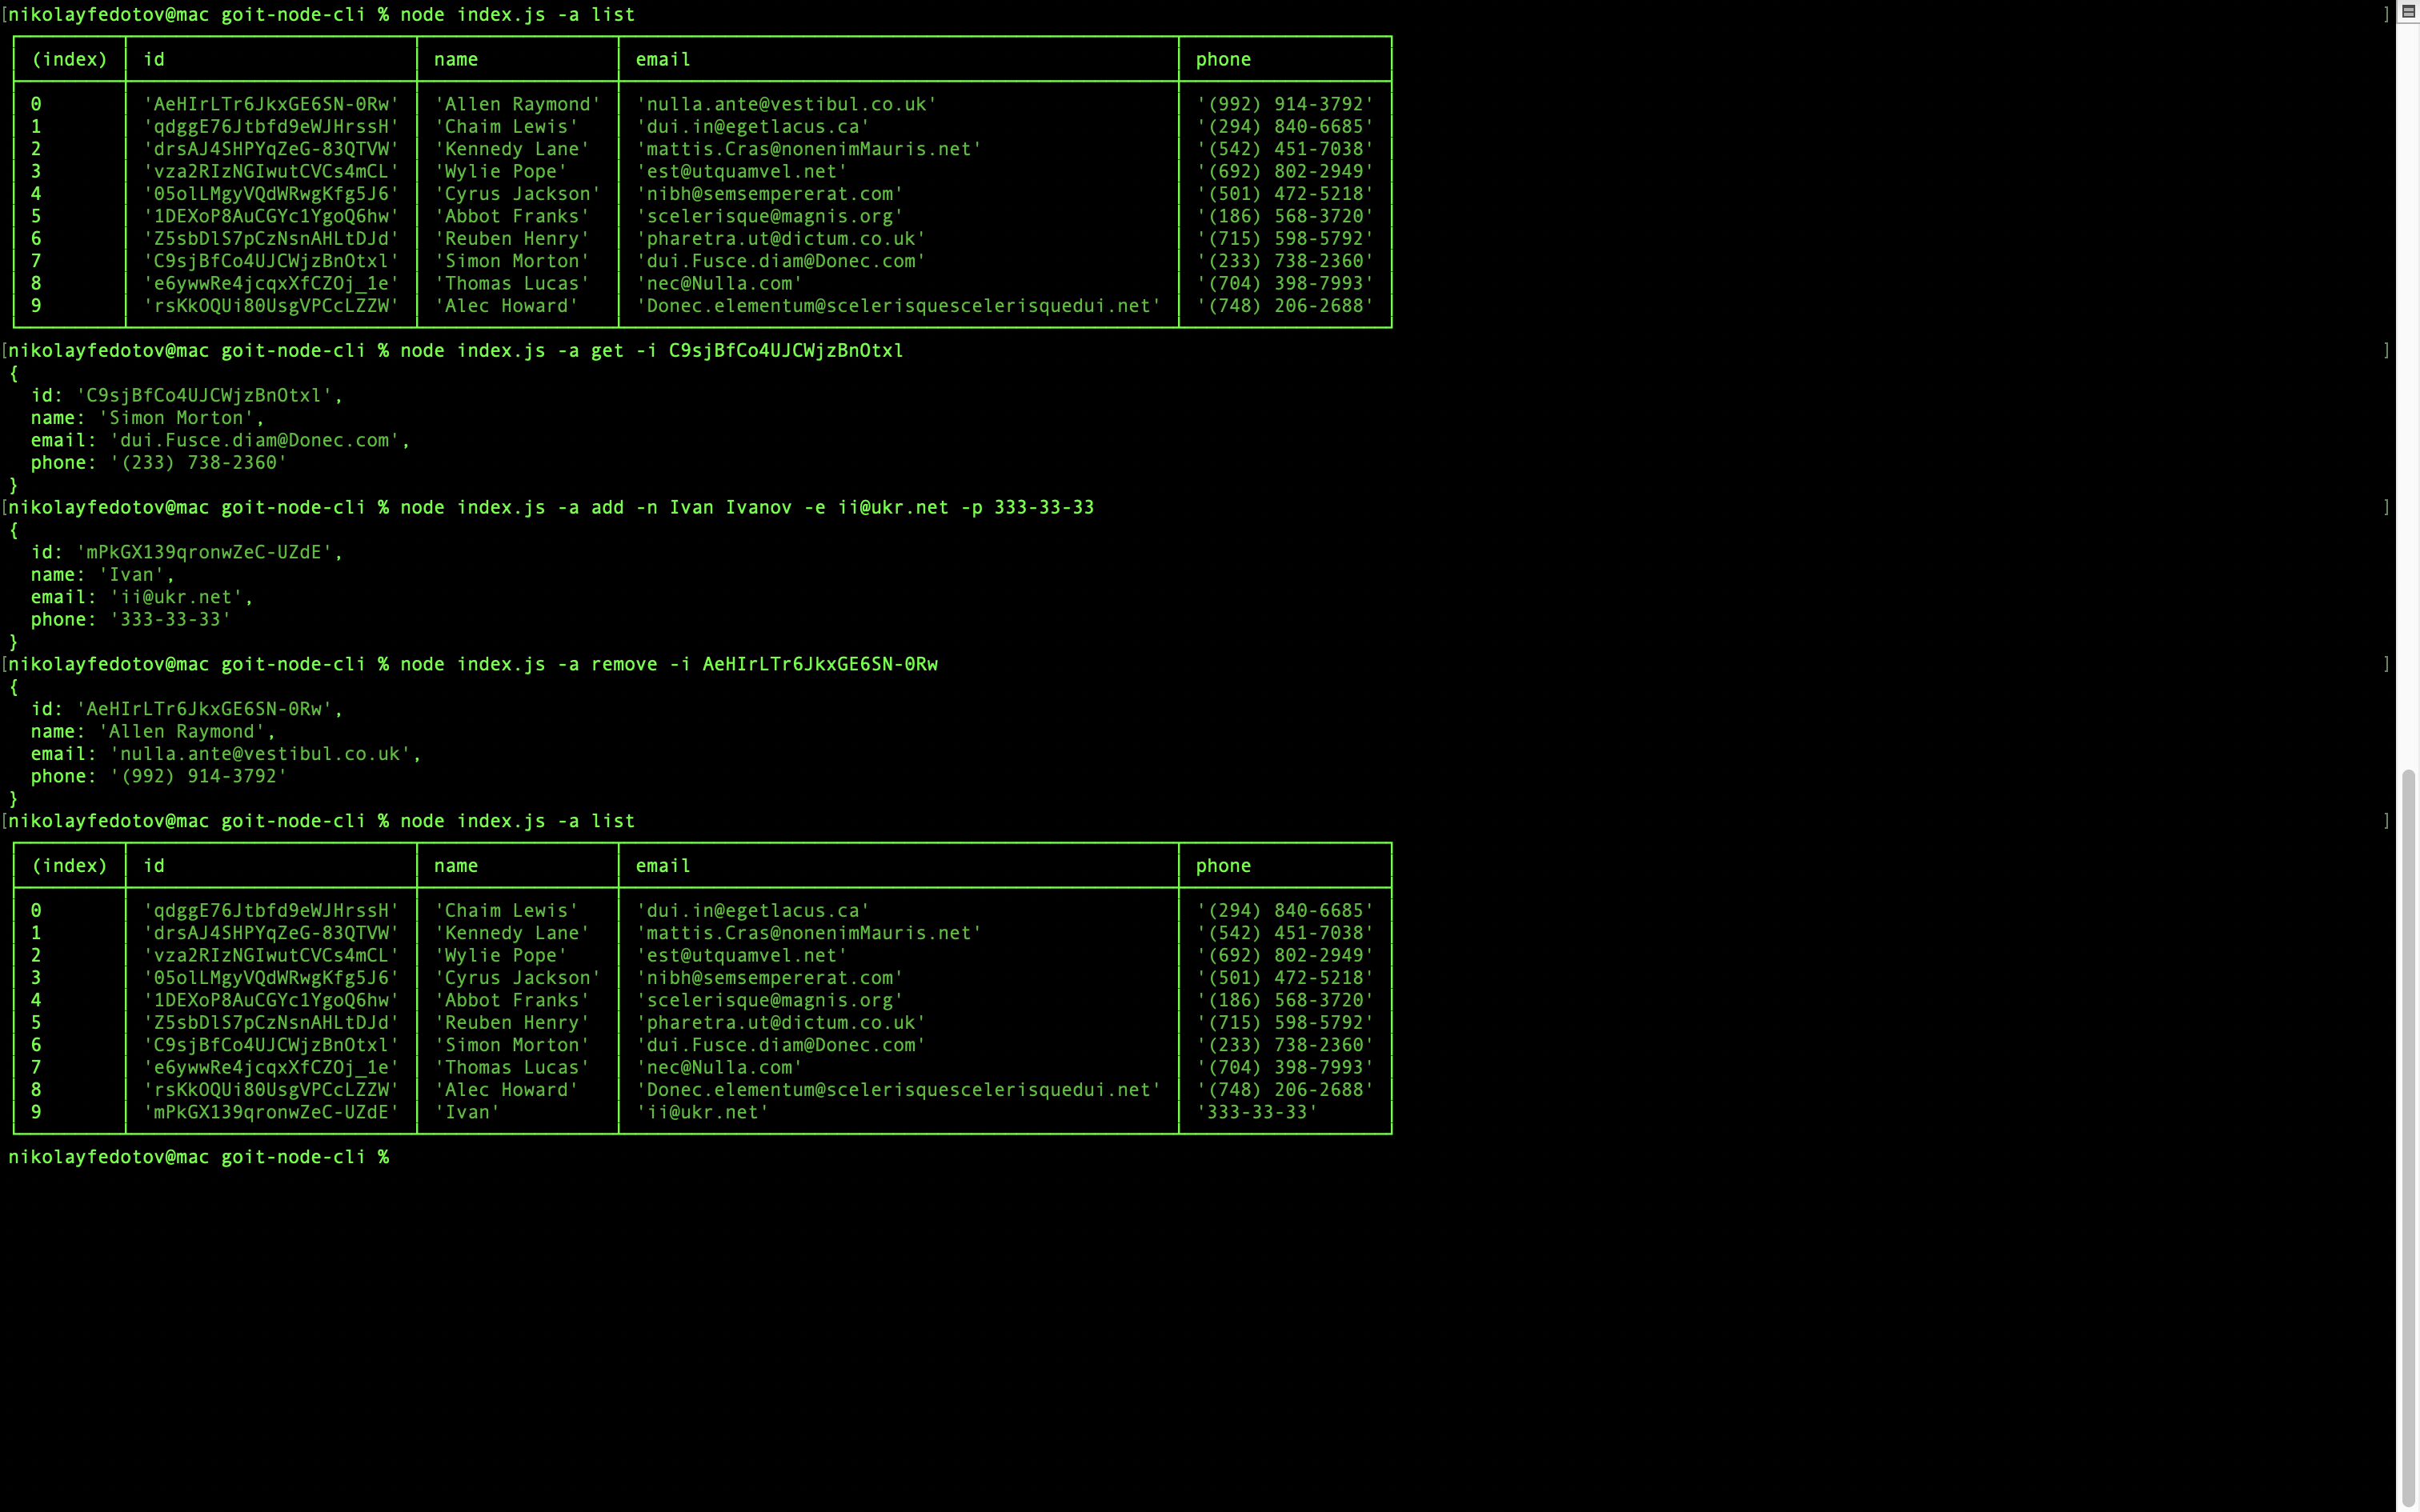 [nikolayfedotov@mac goit-node-cli % node index.js -a list ]
(index) id name email phone
0 'AeHIrLTr6JkxGE6SN-0Rw' 'Allen Raymond' 'nulla.ante@vestibul.co.uk' '(992) 914-3792'
1 'qdggE76Jtbfd9eWJHrssH' 'Chaim Lewis' 'dui.in@egetlacus.ca' '(294) 840-6685'
2 'drsAJ4SHPYqZeG-83QTVW' 'Kennedy Lane' 'mattis.Cras@nonenimMauris.net' '(542) 451-7038'
3 'vza2RIzNGIwutCVCs4mCL' 'Wylie Pope' 'est@utquamvel.net' '(692) 802-2949'
4 '05olLMgyVQdWRwgKfg5J6' 'Cyrus Jackson' 'nibh@semsempererat.com' '(501) 472-5218'
5 '1DEXoP8AuCGYc1YgoQ6hw' 'Abbot Franks' 'scelerisque@magnis.org' '(186) 568-3720'
6 'Z5sbDlS7pCzNsnAHLtDJd' 'Reuben Henry' 'pharetra.ut@dictum.co.uk' '(715) 598-5792'
7 'C9sjBfCo4UJCWjzBnOtxl' 'Simon Morton' 'dui.Fusce.diam@Donec.com' '(233) 738-2360'
8 'e6ywwRe4jcqxXfCZOj_1e' 'Thomas Lucas' 'nec@Nulla.com' '(704) 398-7993'
9 'rsKkOQUi80UsgVPCcLZZW' 'Alec Howard' 'Donec.elementum@scelerisquescelerisquedui.net' '(748) 206-2688'
[nikolayfedotov@mac goit-node-cli % node index.js -a get -i C9sjBfCo4UJCWjzBnOtxl ]
{
id: 'C9sjBfCo4UJCWjzBnOtxl',
name: 'Simon Morton',
email: 'dui.Fusce.diam@Donec.com',
phone: '(233) 738-2360'
}
[nikolayfedotov@mac goit-node-cli % node index.js -a add -n Ivan Ivanov -e ii@ukr.net -p 333-33-33 ]
{
id: 'mPkGX139qronwZeC-UZdE',
name: 'Ivan',
email: 'ii@ukr.net',
phone: '333-33-33'
}
[nikolayfedotov@mac goit-node-cli % node index.js -a remove -i AeHIrLTr6JkxGE6SN-0Rw ]
{
id: 'AeHIrLTr6JkxGE6SN-0Rw',
name: 'Allen Raymond',
email: 'nulla.ante@vestibul.co.uk',
phone: '(992) 914-3792'
}
[nikolayfedotov@mac goit-node-cli % node index.js -a list ]
(index) id name email phone
0 'qdggE76Jtbfd9eWJHrssH' 'Chaim Lewis' 'dui.in@egetlacus.ca' '(294) 840-6685'
1 'drsAJ4SHPYqZeG-83QTVW' 'Kennedy Lane' 'mattis.Cras@nonenimMauris.net' '(542) 451-7038'
2 'vza2RIzNGIwutCVCs4mCL' 'Wylie Pope' 'est@utquamvel.net' '(692) 802-2949'
3 '05olLMgyVQdWRwgKfg5J6' 'Cyrus Jackson' 'nibh@semsempererat.com' '(501) 472-5218'
4 '1DEXoP8AuCGYc1YgoQ6hw' 'Abbot Franks' 'scelerisque@magnis.org' '(186) 568-3720'
5 'Z5sbDlS7pCzNsnAHLtDJd' 'Reuben Henry' 'pharetra.ut@dictum.co.uk' '(715) 598-5792'
6 'C9sjBfCo4UJCWjzBnOtxl' 'Simon Morton' 'dui.Fusce.diam@Donec.com' '(233) 738-2360'
7 'e6ywwRe4jcqxXfCZOj_1e' 'Thomas Lucas' 'nec@Nulla.com' '(704) 398-7993'
8 'rsKkOQUi80UsgVPCcLZZW' 'Alec Howard' 'Donec.elementum@scelerisquescelerisquedui.net' '(748) 206-2688'
9 'mPkGX139qronwZeC-UZdE' 'Ivan' 'ii@ukr.net' '333-33-33'
nikolayfedotov@mac goit-node-cli %